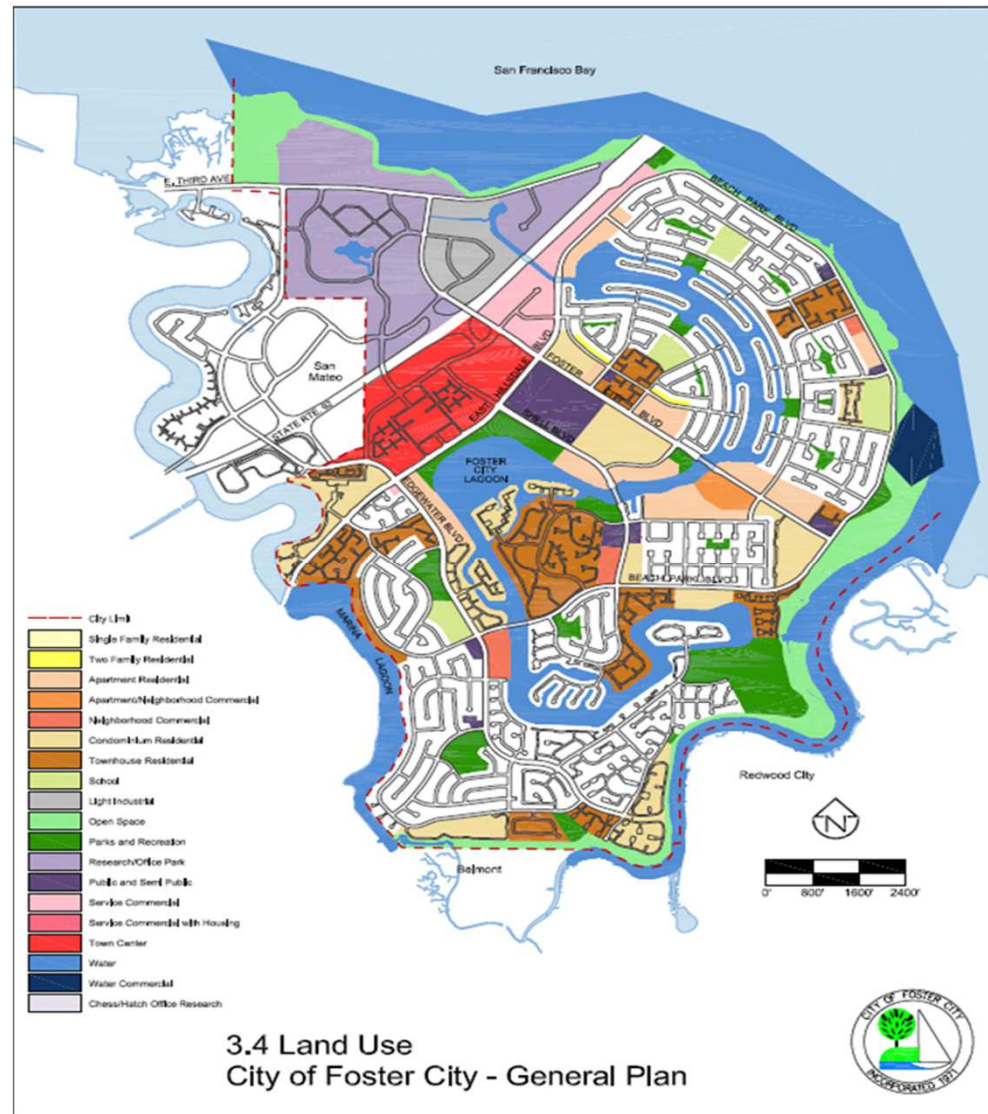 San Francisco Bay
E. THIRD AVE
BEACH PARK BLVD
San
Mateo
STATE RTE. 92
EAST HILLSDALE BLVD
FOSTER
BLVD
SHELL BLVD
FOSTER
CITY
LAGOON
EDGEWATER BLVD
BEACH PARK BLVD
MARINA
LAGOON
City Limit
Single Family Residential
Two Family Residential
Apartment Residential
Apartment/Neighborhood Commercial
Neighborhood Commercial
Condominium Residential
Townhouse Residential
School
Light Industrial
Open Space
Parks and Recreation
Research/Office Park
Public and Semi Public
Service Commercial
Service Commercial with Housing
Town Center
Water
Water Commercial
Chess/Hatch Office Research
Redwood City
Belmont
N
0' 800' 1600' 2400'
3.4 Land Use
City of Foster City - General Plan
CITY OF FOSTER CITY
INCORPORATED 1971